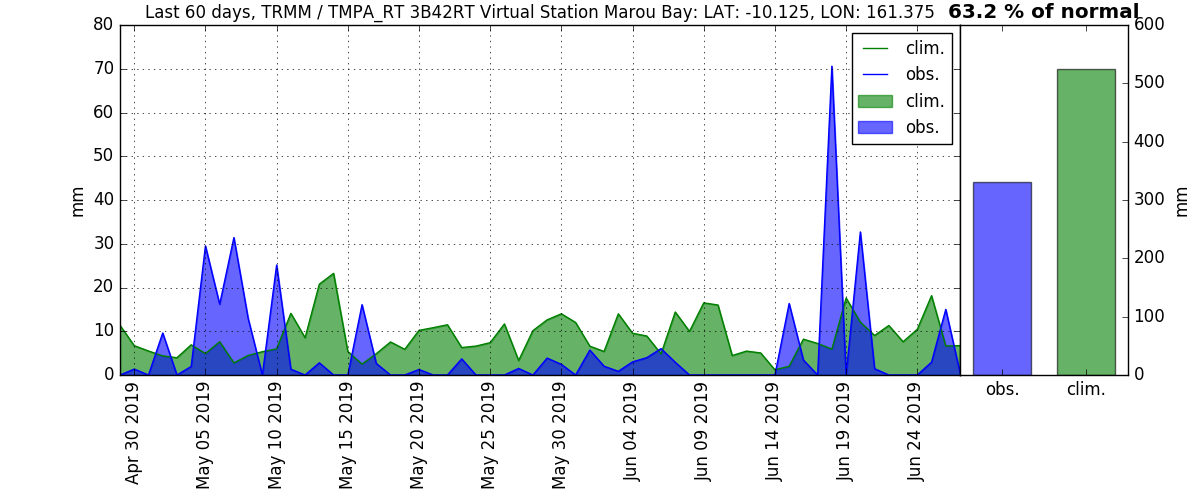 Last 60 days, TRMM / TMPA_RT 3B42RT Virtual Station Marou Bay: LAT: -10.125, LON: 161.375 63.2 % of normal
80
70
60
50
40
30
20
10
0
mm
clim.
obs.
clim.
obs.
Apr 30 2019
May 05 2019
May 10 2019
May 15 2019
May 20 2019
May 25 2019
May 30 2019
Jun 04 2019
Jun 09 2019
Jun 14 2019
Jun 19 2019
Jun 24 2019
600
500
400
300
200
100
0
mm
obs.
clim.